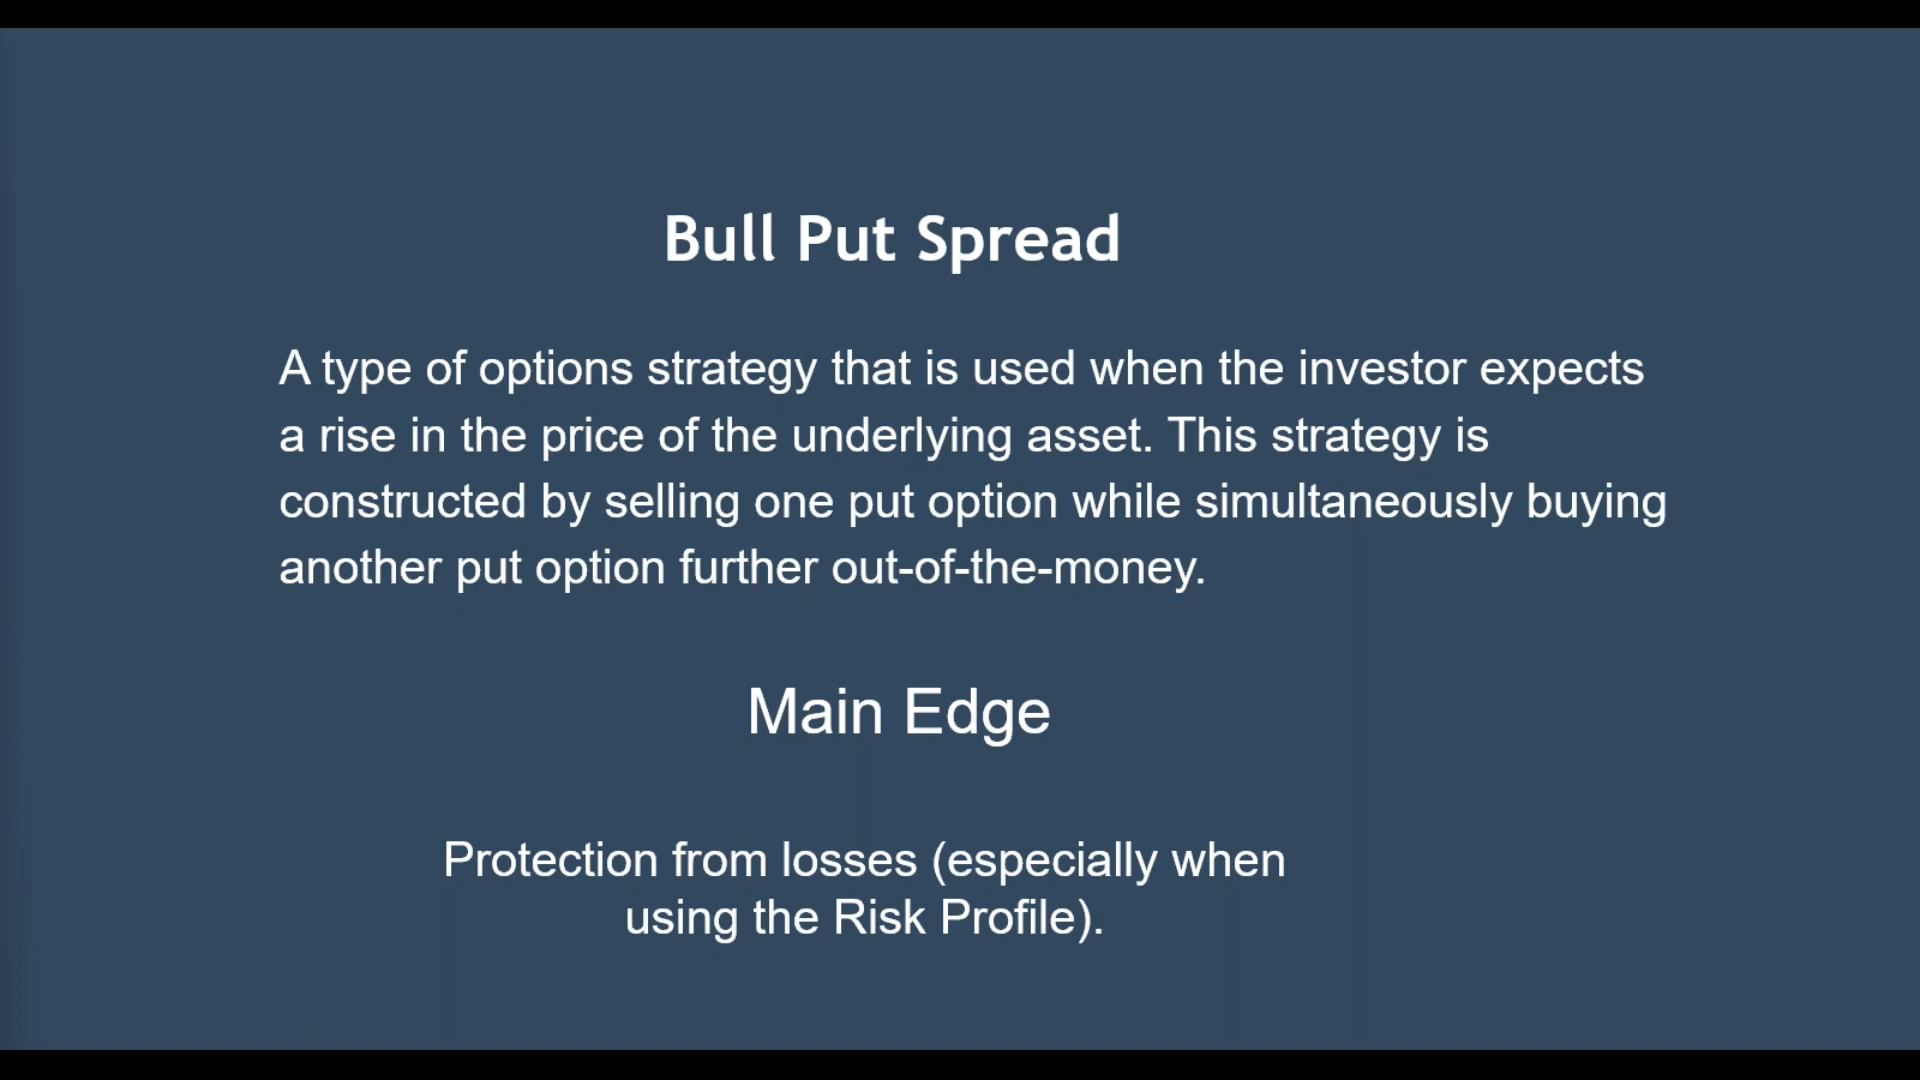 Bull Put Spread
A type of options strategy that is used when the investor expects
a rise in the price of the underlying asset. This strategy is
constructed by selling one put option while simultaneously buying
another put option further out-of-the-money.
Main Edge
Protection from losses (especially when
using the Risk Profile).